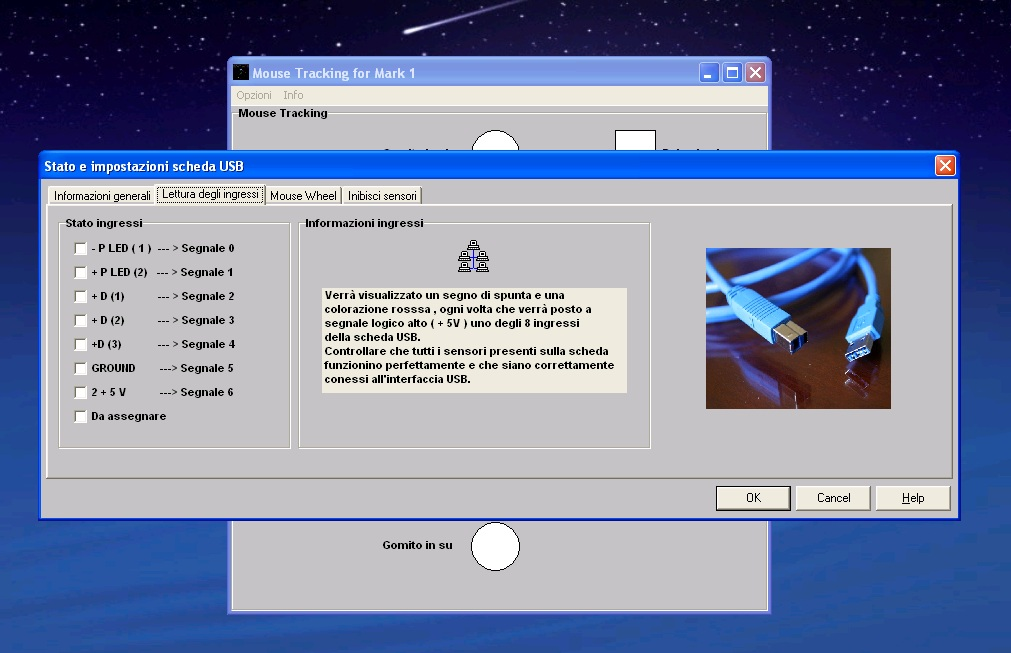 Mouse Tracking for Mark 1
Opzioni Info
Mouse Tracking
Stato e impostazioni scheda USB
Informazioni generali Lettura degli ingressi Mouse Wheel Inibisci sensori
Stato ingressi
- P LED ( 1 ) --- > Segnale 0
+ P LED (2) --- > Segnale 1
+ D (1) --- > Segnale 2
+ D (2) --- > Segnale 3
+D (3) --- > Segnale 4
GROUND ---> Segnale 5
2 + 5 V ---> Segnale 6
Da assegnare
Informazioni ingressi
Verrà visualizzato un segno di spunta e una
colorazione rosssa , ogni volta che verrà posto a
segnale logico alto ( + 5V ) uno degli 8 ingressi
della scheda USB.
Controllare che tutti i sensori presenti sulla scheda
funzionino perfettamente e che siano correttamente
conessi all'interfaccia USB.
OK Cancel Help
Gomito in su